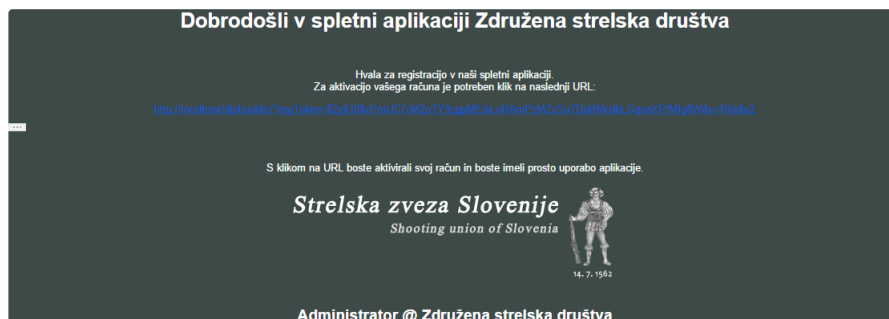 Dobrodošli v spletni aplikaciji Združena strelska društva
Hvala za registracijo v naši spletni aplikaciji.
Za aktivacijo vašega računa je potreben klik na naslednji URL:
S klikom na URL boste aktivirali svoj račun in boste imeli prosto uporabo aplikacije.
Strelska zveza Slovenije
Shooting union of Slovenia
14. 7. 1562
Administrator @ Združena strelska društva